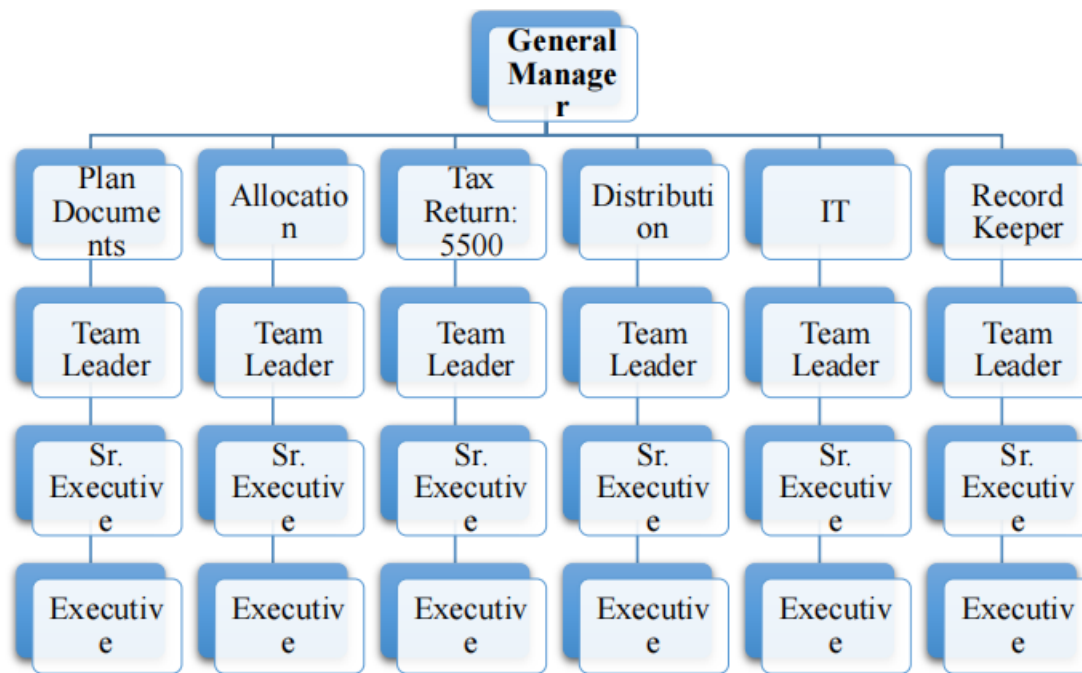 General
Manage
r
Plan
Docume
nts
Allocatio
n
Tax
Return:
5500
Distributi
on
IT
Record
Keeper
Team
Leader
Team
Leader
Team
Leader
Team
Leader
Team
Leader
Team
Leader
Sr.
Executiv
e
Sr.
Executiv
e
Sr.
Executiv
e
Sr.
Executiv
e
Sr.
Executiv
e
Sr.
Executiv
e
Executiv
e
Executiv
e
Executiv
e
Executiv
e
Executiv
e
Executiv
e